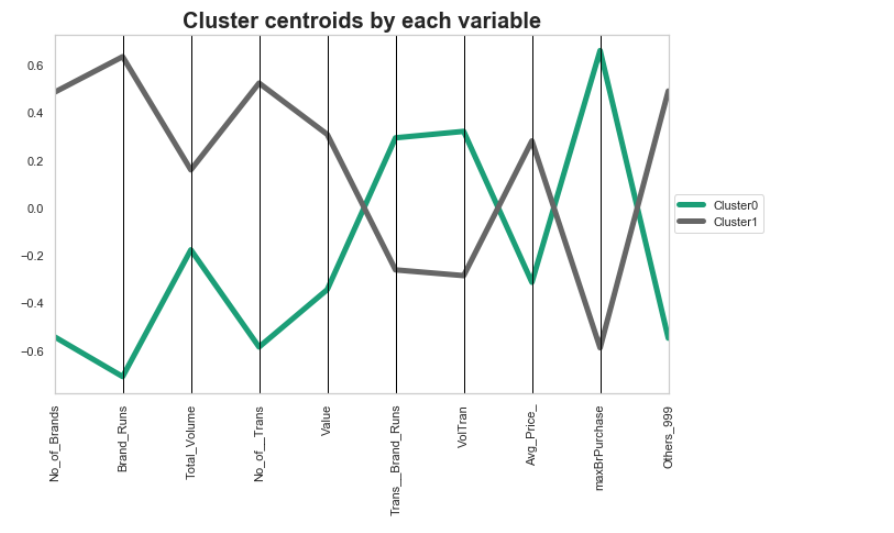 Cluster centroids by each variable
0.6
0.4
0.2
0.0
−0.2
−0.4
−0.6
Cluster0
Cluster1
No_of_Brands
Brand_Runs
Total_Volume
No_of__Trans
Value
Trans__Brand_Runs
VolTran
Avg_Price_
maxBrPurchase
Others_999